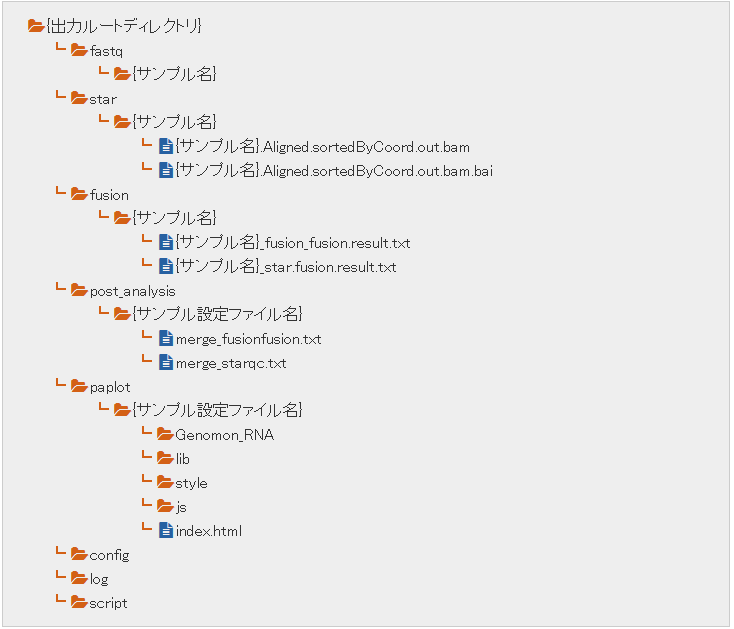 {出力ルートディレクトリ}
fastq
{サンプル名}
star
{サンプル名}
{サンプル名}.Aligned.sortedByCoord.out.bam
{サンプル名}.Aligned.sortedByCoord.out.bam.bai
fusion
{サンプル名}
{サンプル名}_fusion_fusion.result.txt
{サンプル名}_star.fusion.result.txt
post_analysis
{サンプル設定ファイル名}
merge_fusionfusion.txt
merge_starqc.txt
paplot
{サンプル設定ファイル名}
Genomon_RNA
lib
style
js
index.html
config
log
script